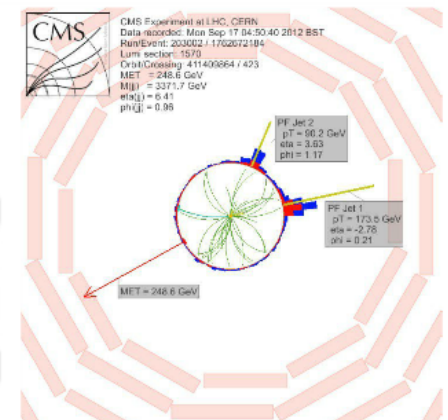 CMS
CMS Experiment at LHC, CERN
Data recorded: Mon Sep 17 04:50:40 2012 BST
Run/Event: 203002 / 1762672184
Lumi section: 1570
Orbit/Crossing: 411409864 / 423
MET = 248.6 GeV
M(jj) = 3371.7 GeV
eta(jj) = 6.41
phi(jj) = 0.96
PF Jet 2
pT = 90.2 GeV
eta = 3.63
phi = 1.17
PF Jet 1
pT = 173.5 GeV
eta = -2.78
phi = 0.21
MET = 248.6 GeV